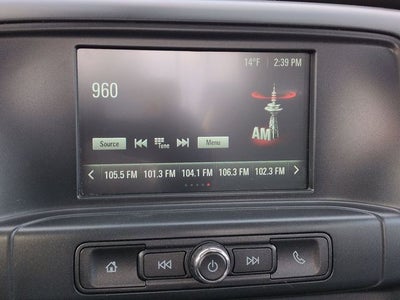 14°F 2:39 PM
960
AM
Source Tune Menu
105.5 FM 101.3 FM 104.1 FM 106.3 FM 102.3 FM